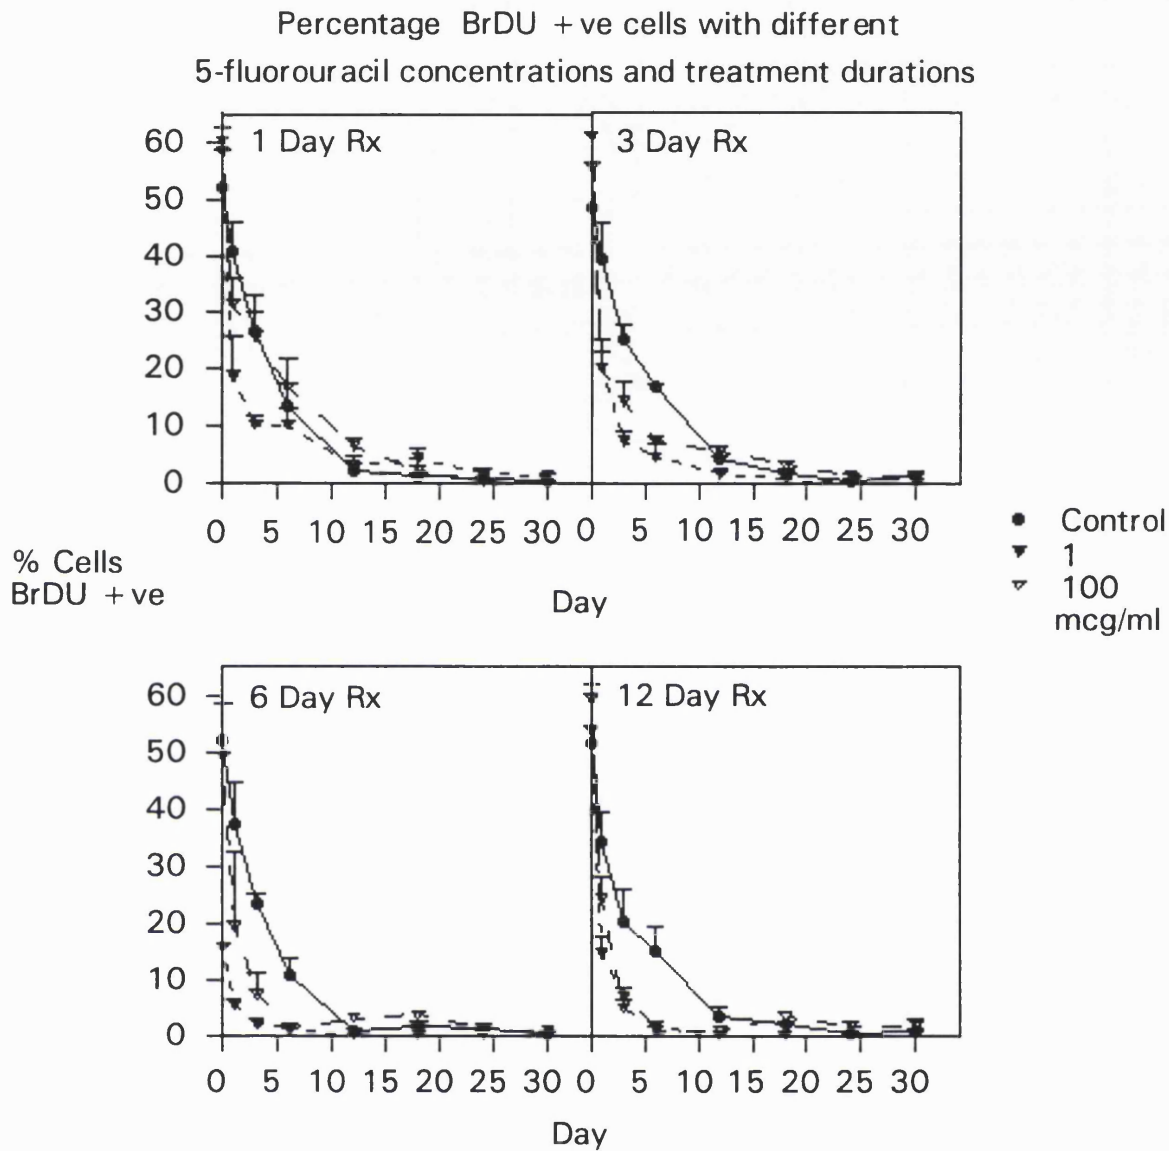 Percentage BrDU +ve cells with different
5-fluorouracil concentrations and treatment durations
1 Day Rx
3 Day Rx
60
50
40
30
20
10
0
0 5 10 15 20 25 30 0 5 10 15 20 25 30
Control
1
100
mcg/ml
% Cells
BrDU +ve
Day
6 Day Rx
12 Day Rx
60
50
40
30
20
10
0
0 5 10 15 20 25 30 0 5 10 15 20 25 30
Day